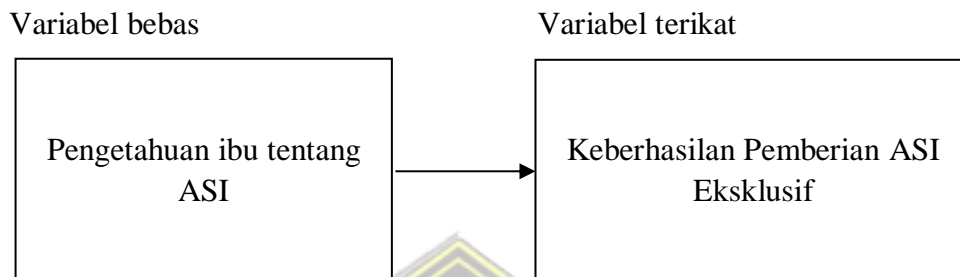 Variabel bebas
Variabel terikat
Pengetahuan ibu tentang
ASI
Keberhasilan Pemberian ASI
Eksklusif